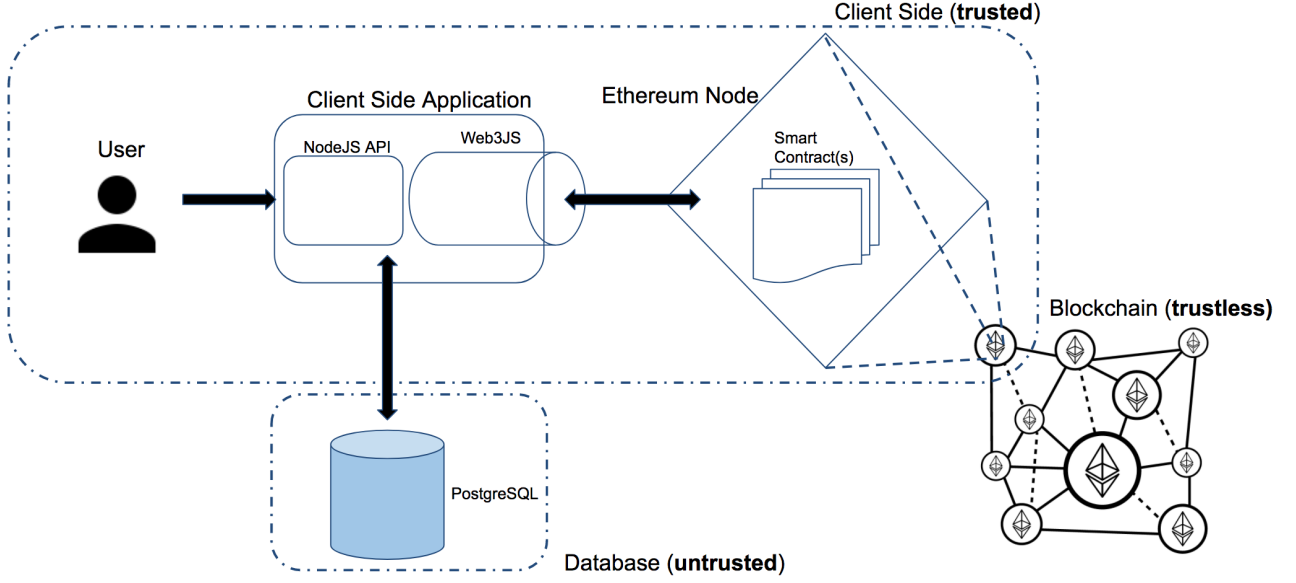 Client Side (trusted)
Client Side Application
Ethereum Node
User
NodeJS API
Web3JS
Smart
Contract(s)
Blockchain (trustless)
PostgreSQL
Database (untrusted)